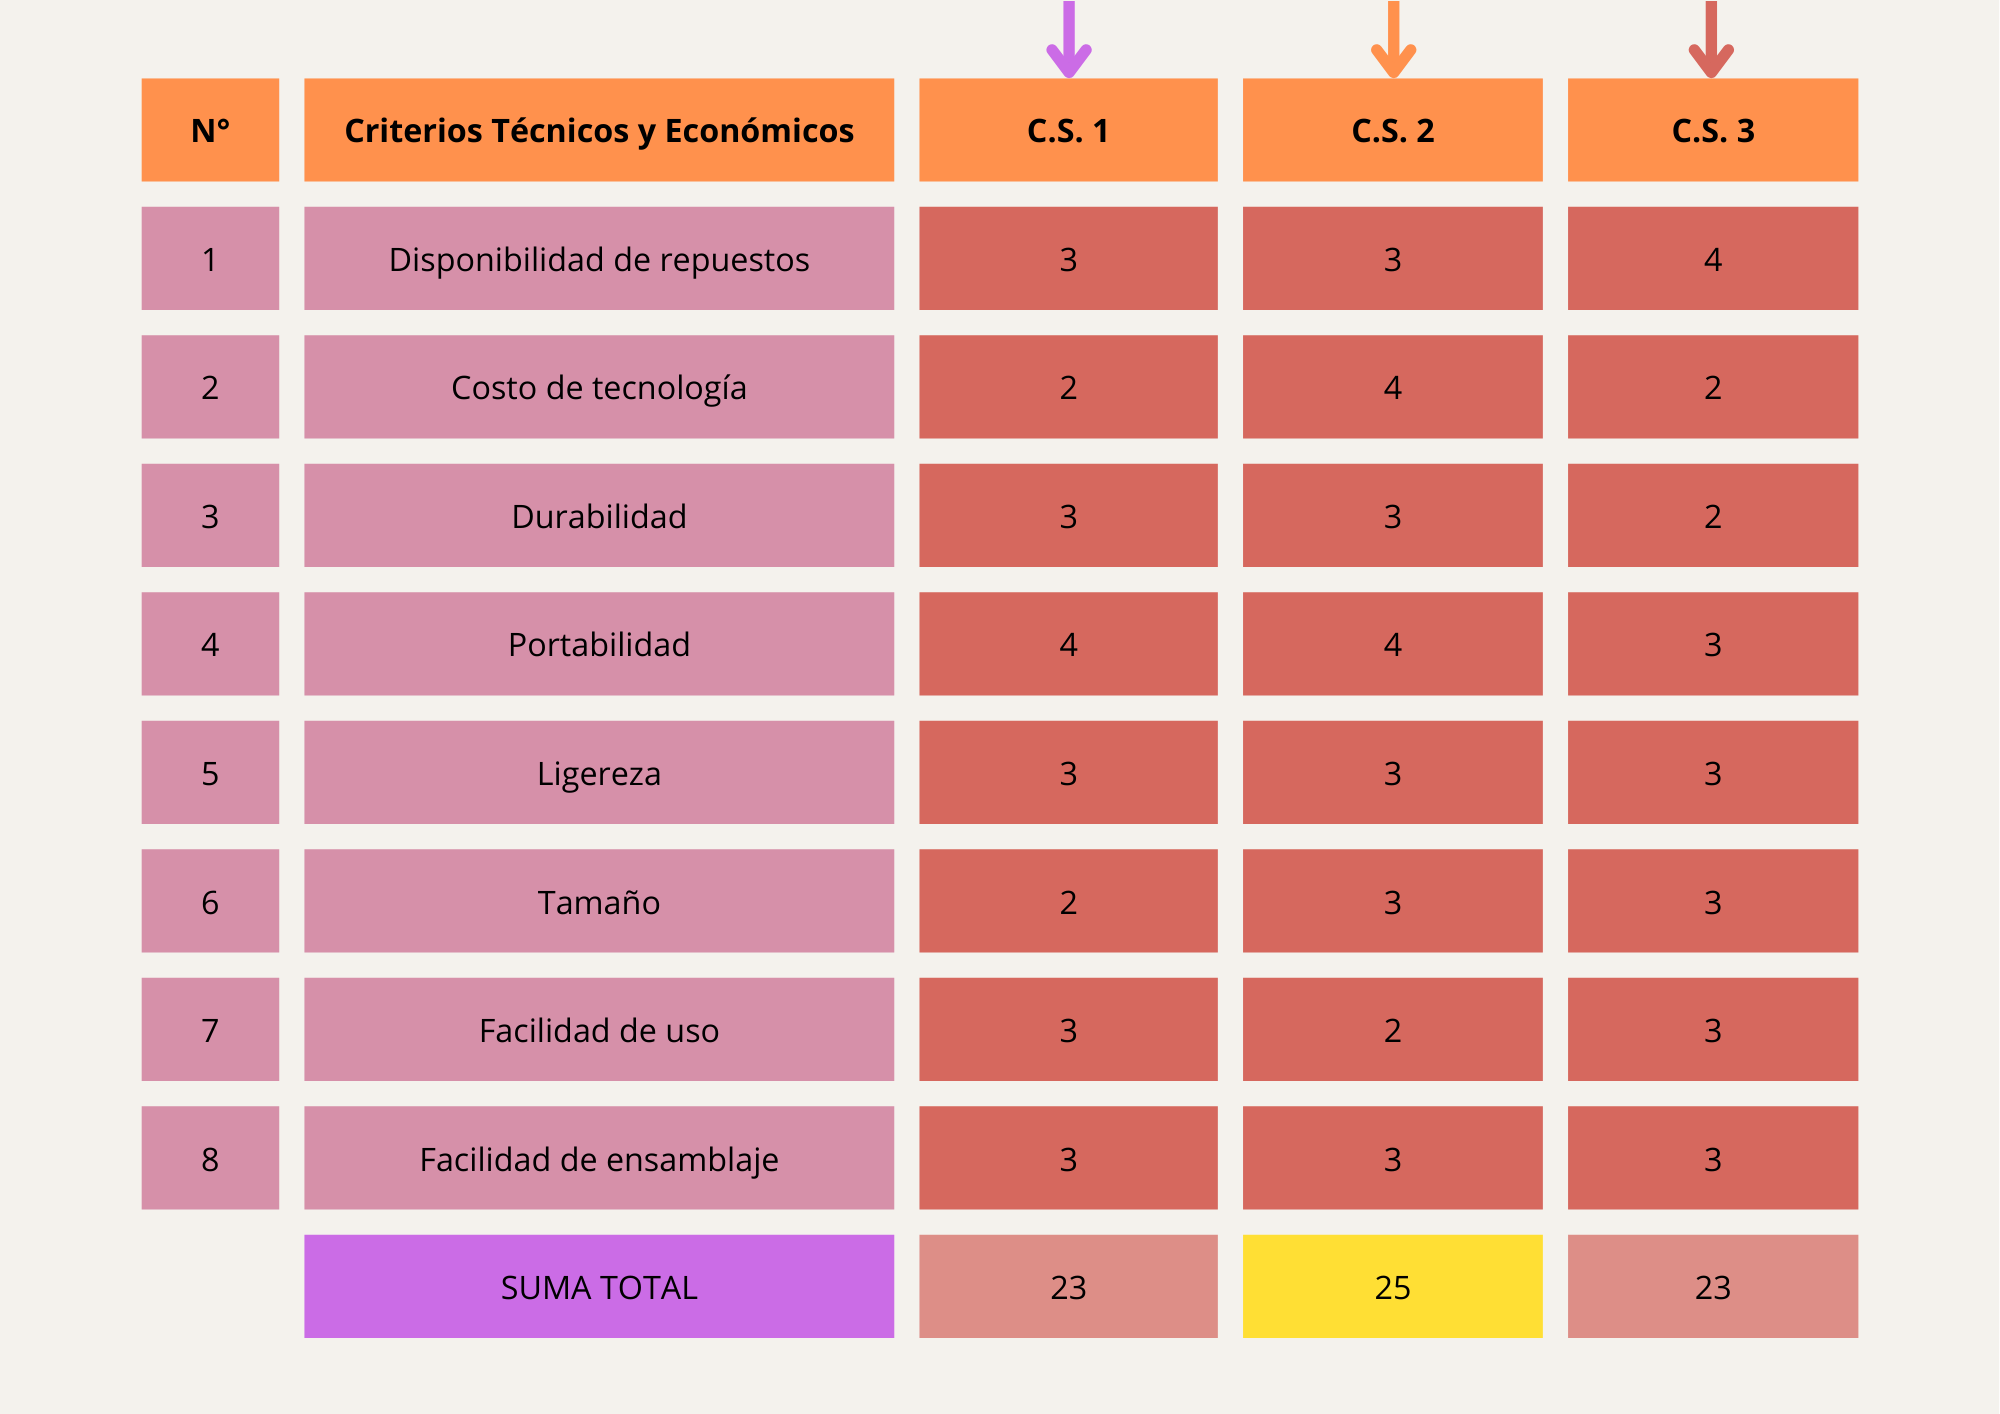 N° Criterios Técnicos y Económicos C.S. 1 C.S. 2 C.S. 3
1 Disponibilidad de repuestos 3 3 4
2 Costo de tecnología 2 4 2
3 Durabilidad 3 3 2
4 Portabilidad 4 4 3
5 Ligereza 3 3 3
6 Tamaño 2 3 3
7 Facilidad de uso 3 2 3
8 Facilidad de ensamblaje 3 3 3
SUMA TOTAL 23 25 23